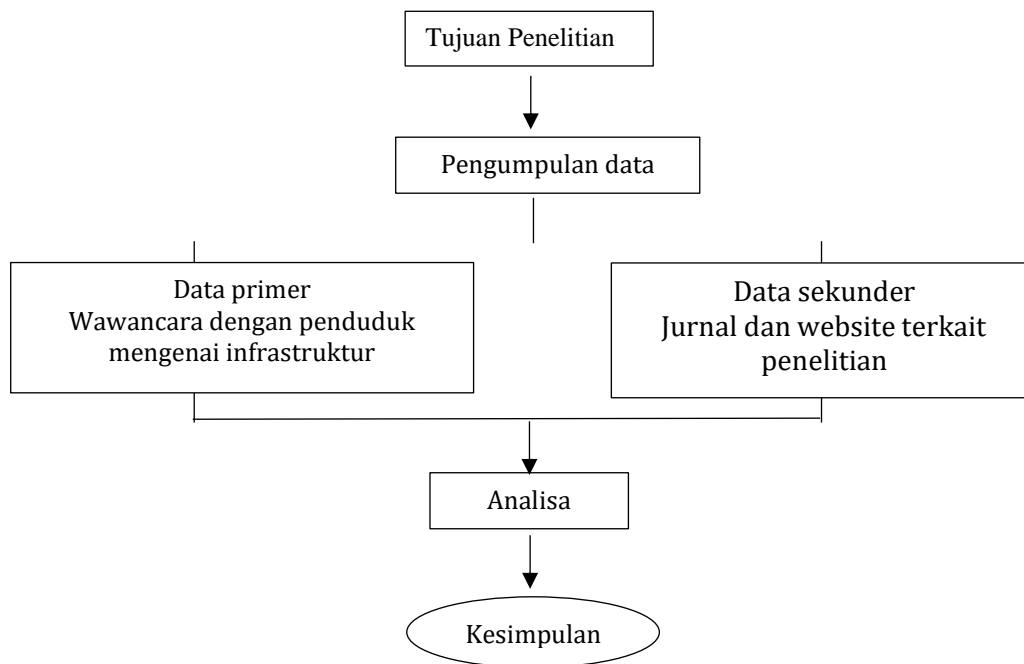 Tujuan Penelitian
Pengumpulan data
Data primer
Wawancara dengan penduduk
mengenai infrastruktur
Data sekunder
Jurnal dan website terkait
penelitian
Analisa
Kesimpulan